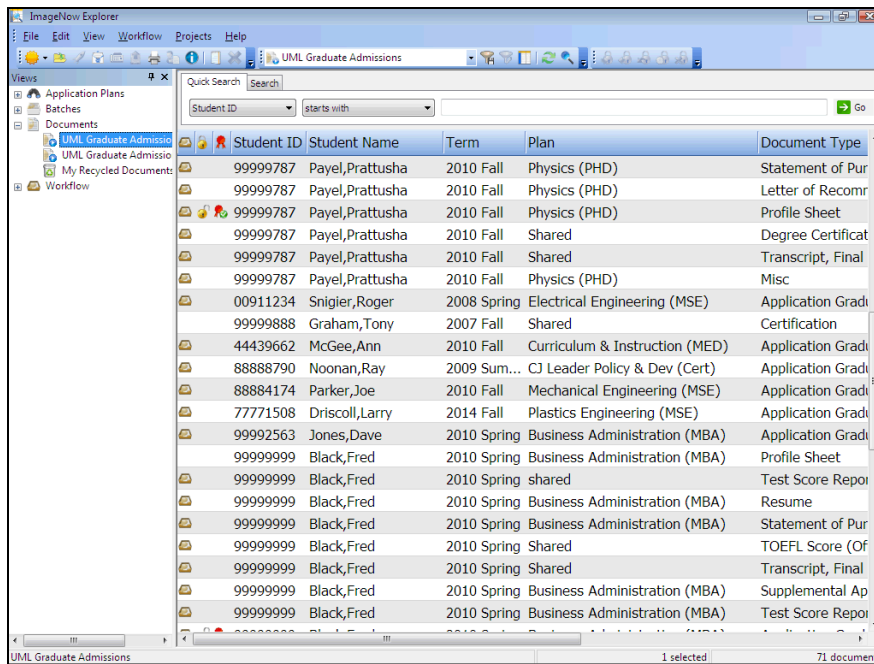 ImageNow Explorer
File Edit View Workflow Projects Help
UML Graduate Admissions
Views
Application Plans
Batches
Documents
UML Graduate Admissio
UML Graduate Admissio
My Recycled Documents
Workflow
Quick Search Search
Student ID starts with Go
Student ID Student Name Term Plan Document Type
99999787 Payel,Prattusha 2010 Fall Physics (PHD) Statement of Pur
99999787 Payel,Prattusha 2010 Fall Physics (PHD) Letter of Recomm
99999787 Payel,Prattusha 2010 Fall Physics (PHD) Profile Sheet
99999787 Payel,Prattusha 2010 Fall Shared Degree Certificat
99999787 Payel,Prattusha 2010 Fall Shared Transcript, Final
99999787 Payel,Prattusha 2010 Fall Physics (PHD) Misc
00911234 Snigier,Roger 2008 Spring Electrical Engineering (MSE) Application Gradu
99999888 Graham,Tony 2007 Fall Shared Certification
44439662 McGee,Ann 2010 Fall Curriculum & Instruction (MED) Application Gradu
88888790 Noonan,Ray 2009 Sum... CJ Leader Policy & Dev (Cert) Application Gradu
88884174 Parker,Joe 2010 Fall Mechanical Engineering (MSE) Application Gradu
77771508 Driscoll,Larry 2014 Fall Plastics Engineering (MSE) Application Gradu
99992563 Jones,Dave 2010 Spring Business Administration (MBA) Application Gradu
99999999 Black,Fred 2010 Spring Business Administration (MBA) Profile Sheet
99999999 Black,Fred 2010 Spring shared Test Score Repor
99999999 Black,Fred 2010 Spring Business Administration (MBA) Resume
99999999 Black,Fred 2010 Spring Business Administration (MBA) Statement of Pur
99999999 Black,Fred 2010 Spring Shared TOEFL Score (Of
99999999 Black,Fred 2010 Spring Shared Transcript, Final
99999999 Black,Fred 2010 Spring Business Administration (MBA) Supplemental Ap
99999999 Black,Fred 2010 Spring Business Administration (MBA) Test Score Repor
UML Graduate Admissions 1 selected 71 documen